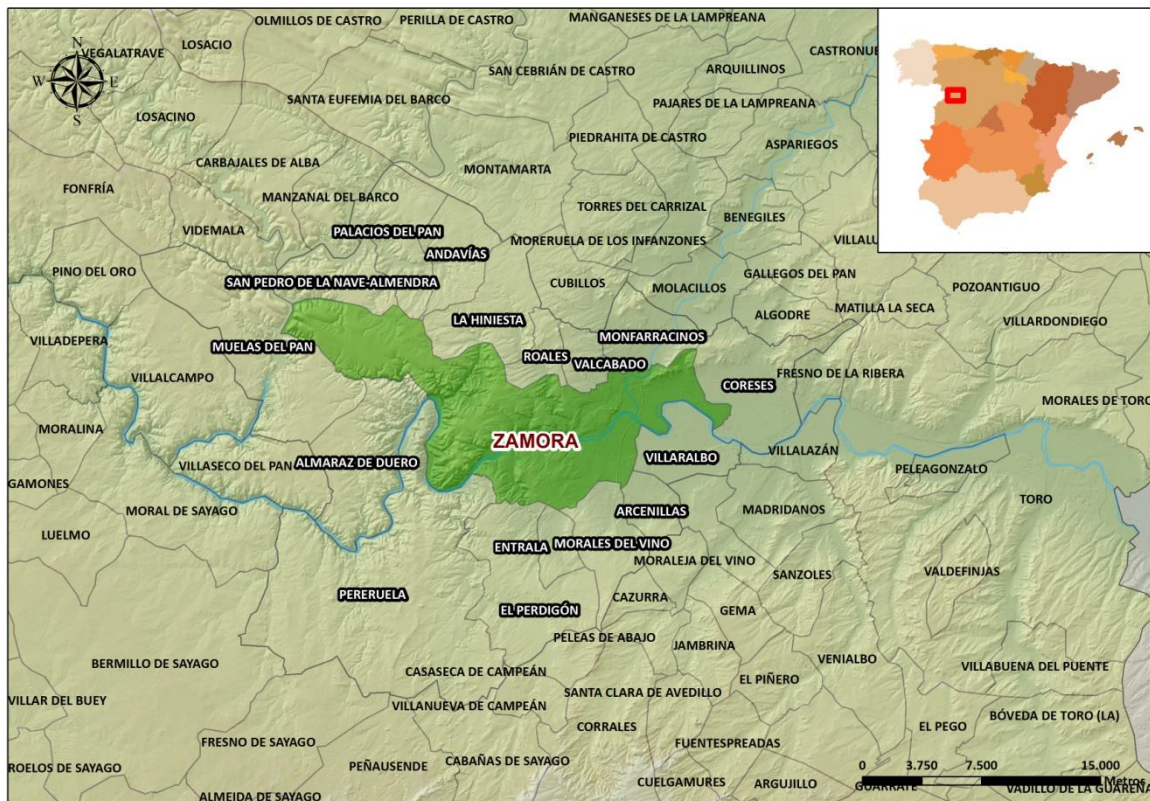 OLMILLOS DE CASTRO
PERILLA DE CASTRO
MANGANESES DE LA LAMPREANA
N
VEGALATRAVE
LOSACIO
CASTRONUE
SAN CEBRIÁN DE CASTRO
ARQUILLINOS
W
E
SANTA EUFEMIA DEL BARCO
PAJARES DE LA LAMPREANA
S
LOSACINO
PIEDRAHITA DE CASTRO
ASPARIEGOS
CARBAJALES DE ALBA
MONTAMARTA
FONFRÍA
MANZANAL DEL BARCO
TORRES DEL CARRIZAL
BENEGILES
VIDEMALA
PALACIOS DEL PAN
MORERUELA DE LOS INFANZONES
VILLALU
ANDAVÍAS
PINO DEL ORO
SAN PEDRO DE LA NAVE-ALMENDRA
CUBILLOS
GALLEGOS DEL PAN
MOLACILLOS
POZOANTIGUO
MATILLA LA SECA
LA HINIESTA
ALGODRE
VILLARDONDIEGO
VILLADEPERA
MONFARRACINOS
MUELAS DEL PAN
ROALES
VALCABADO
VILLALCAMPO
FRESNO DE LA RIBERA
CORESES
MORALES DE TORO
MORALINA
ZAMORA
VILLALAZÁN
VILLARALBO
VILLASECO DEL PAN
ALMARAZ DE DUERO
PELEAGONZALO
GAMONES
TORO
MORAL DE SAYAGO
ARCENILLAS
MADRIDANOS
LUELMO
ENTRALA
MORALES DEL VINO
MORALEJA DEL VINO
VALDEFINJAS
SANZOLES
PERERUELA
CAZURRA
EL PERDIGÓN
GEMA
PELEAS DE ABAJO
JAMBRINA
BERMILLO DE SAYAGO
VENIALBO
CASASECA DE CAMPEÁN
VILLABUENA DEL PUENTE
EL PIÑERO
VILLAR DEL BUEY
SANTA CLARA DE AVEDILLO
VILLANUEVA DE CAMPEÁN
BÓVEDA DE TORO (LA)
CORRALES
EL PEGO
FRESNO DE SAYAGO
FUENTESPREADAS
CABAÑAS DE SAYAGO
ROELOS DE SAYAGO
PEÑAUSENDE
0 3.750 7.500 15.000
Metros
CUELGAMURES
ARGUJILLO
GUARRATE
VADILLO DE LA GUAREÑA
ALMEIDA DE SAYAGO